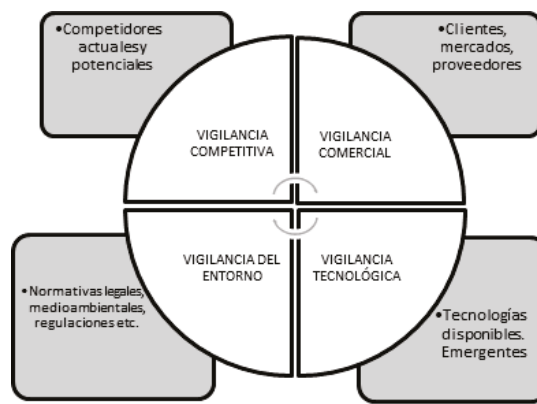 •Competidores
actualesy
potenciales
•Clientes,
mercados,
proveedores
VIGILANCIA
COMPETITIVA
VIGILANCIA
COMERCIAL
VIGILANCIA DEL
ENTORNO
VIGILANCIA
TECNOLÓGICA
•Normativas legales,
medioambientales,
regulaciones etc.
•Tecnologías
disponibles.
Emergentes